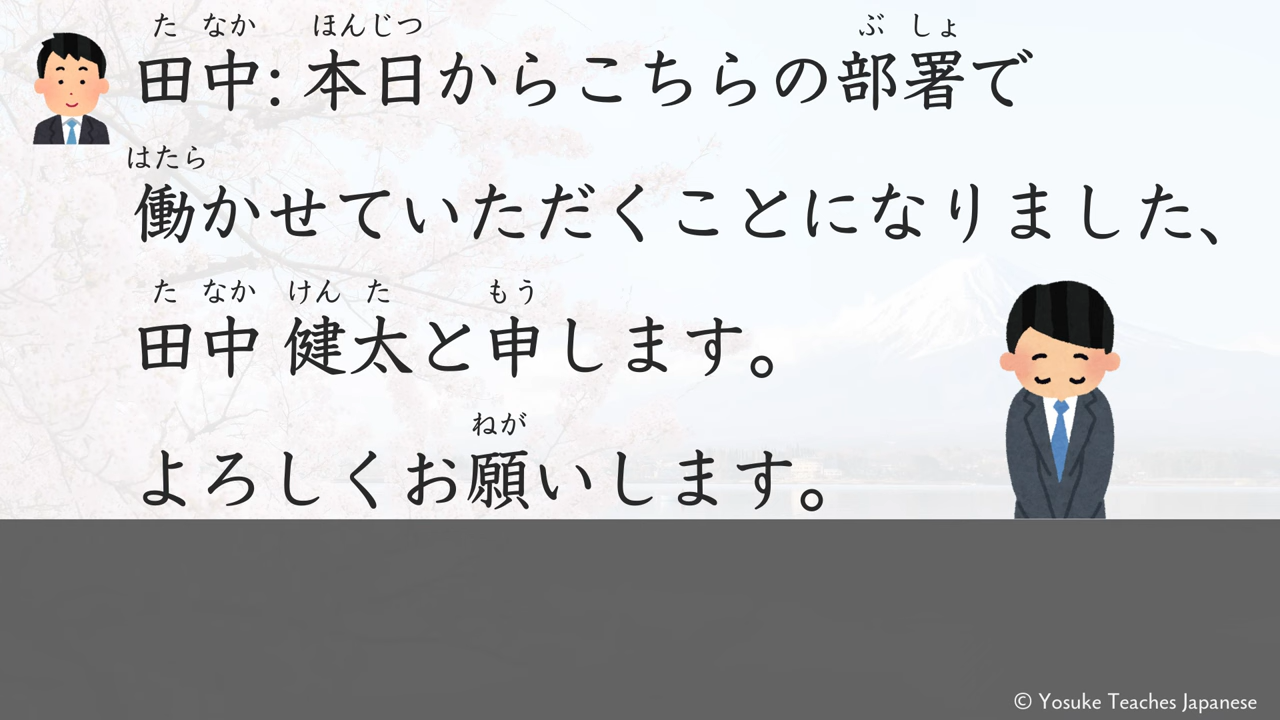 た なか ほんじつ ぶ しょ
田中: 本日からこちらの部署で
はたら
働かせていただくことになりました、
た なか けん た もう
田中 健太と申します。
ねが
よろしくお願いします。
© Yosuke Teaches Japanese